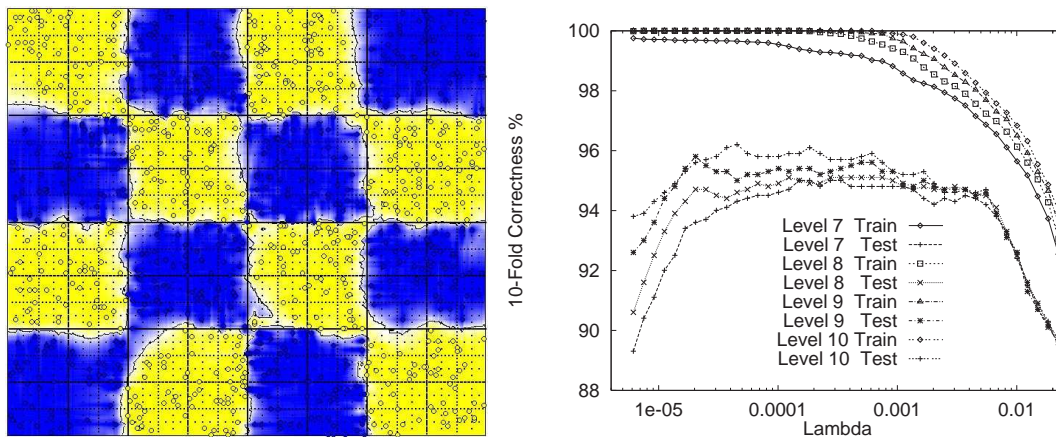 10-Fold Correctness %
100
98
96
94
92
90
88
Level 7 Train
Level 7 Test
Level 8 Train
Level 8 Test
Level 9 Train
Level 9 Test
Level 10 Train
Level 10 Test
1e-05 0.0001 0.001 0.01
Lambda